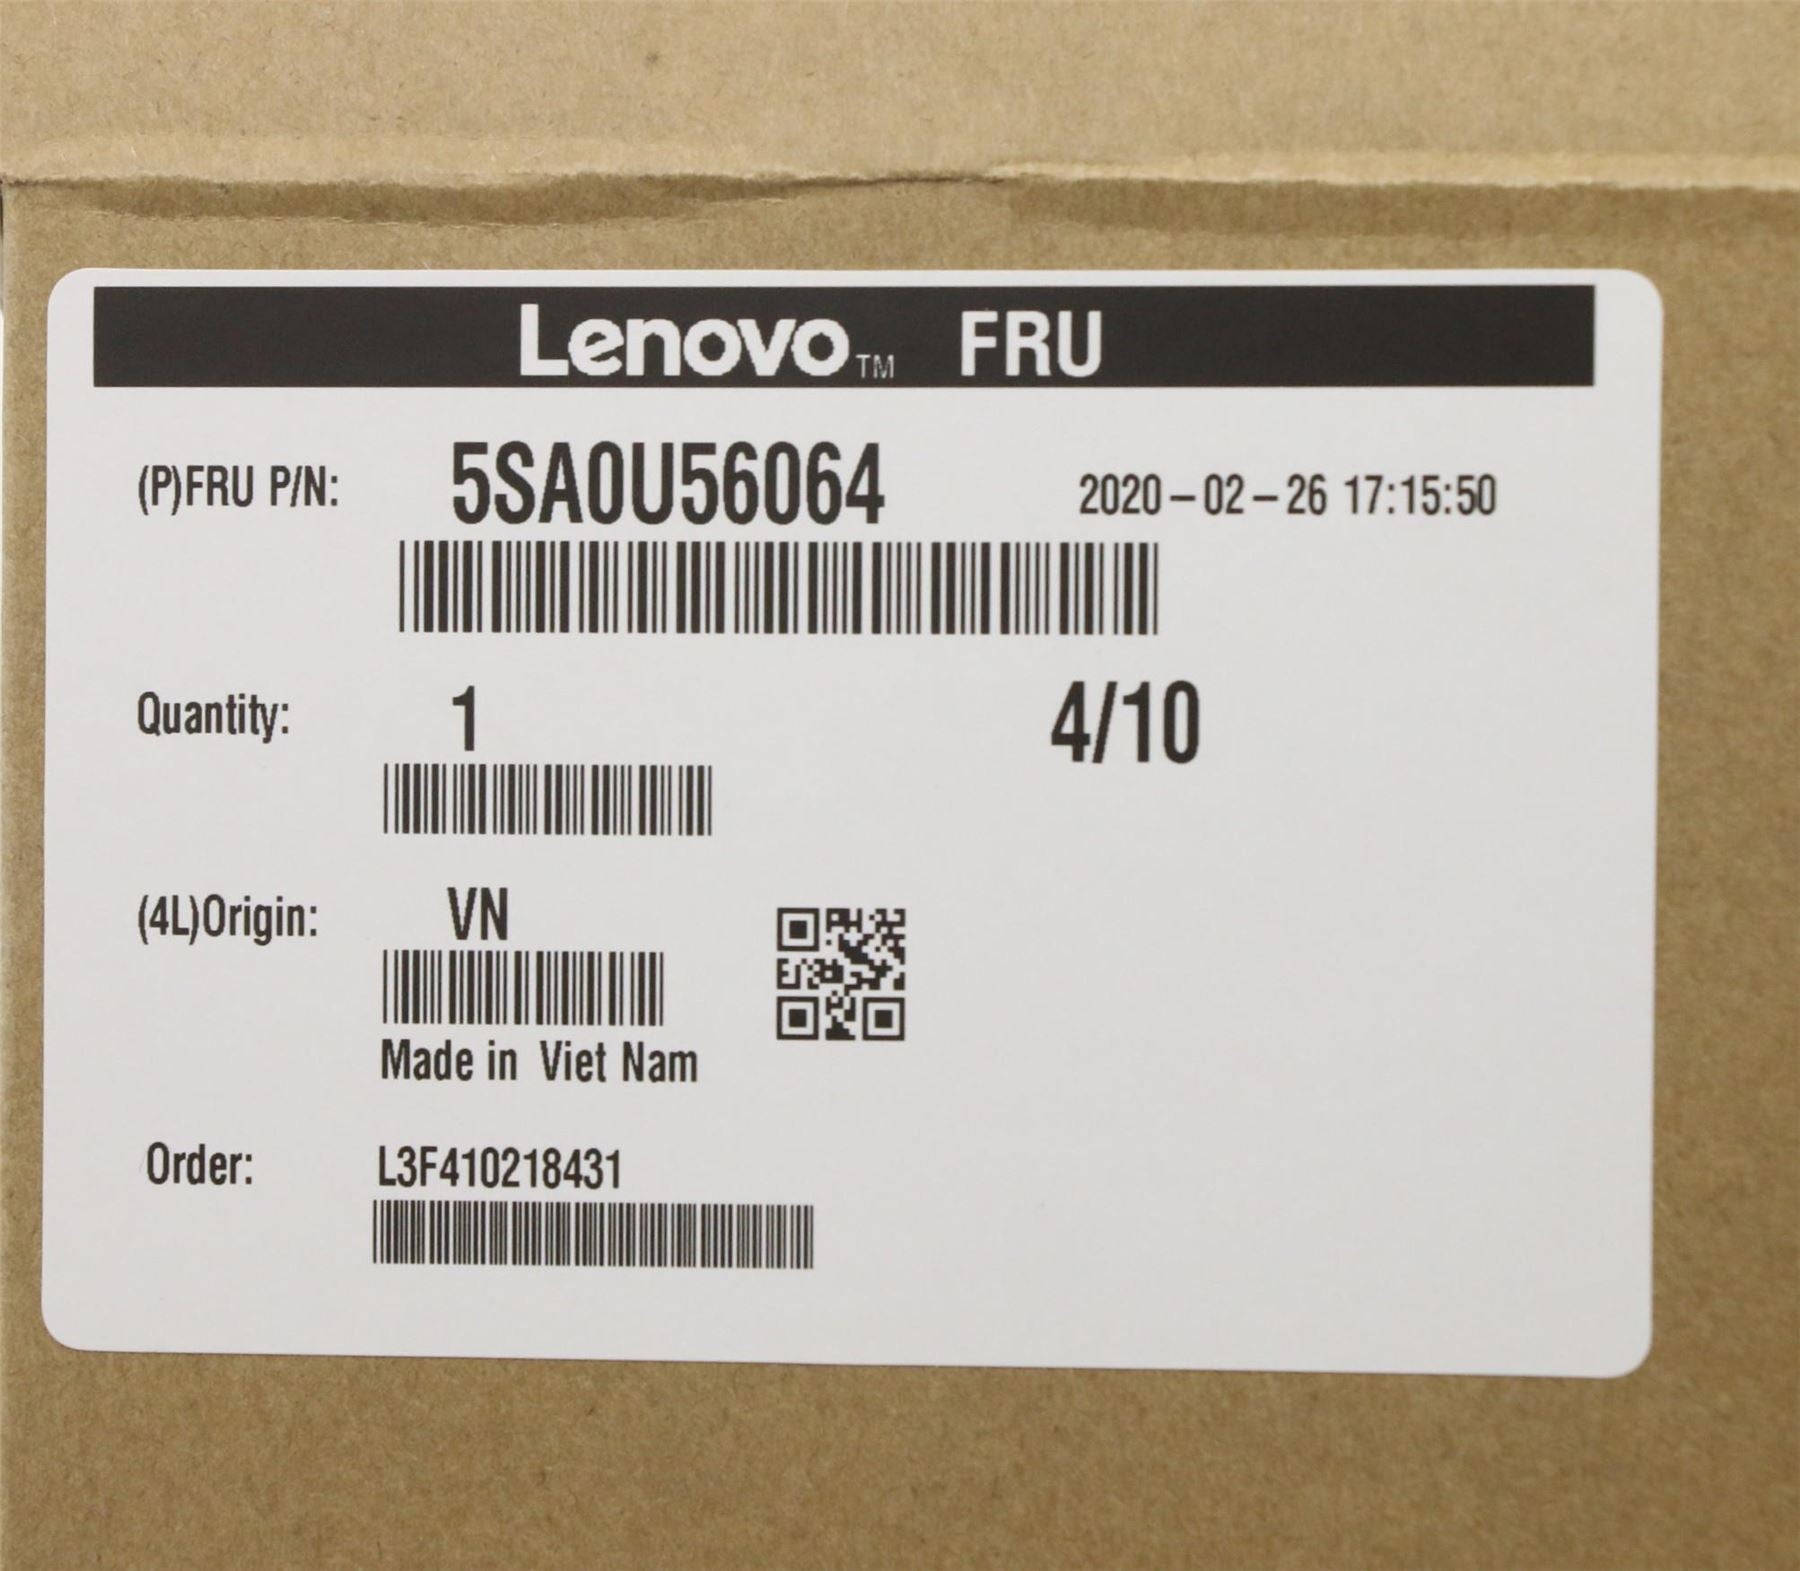 Lenovo™ FRU
(P)FRU P/N: 5SA0U56064 2020-02-26 17:15:50
Quantity: 1 4/10
(4L)Origin: VN
Made in Viet Nam
Order: L3F410218431